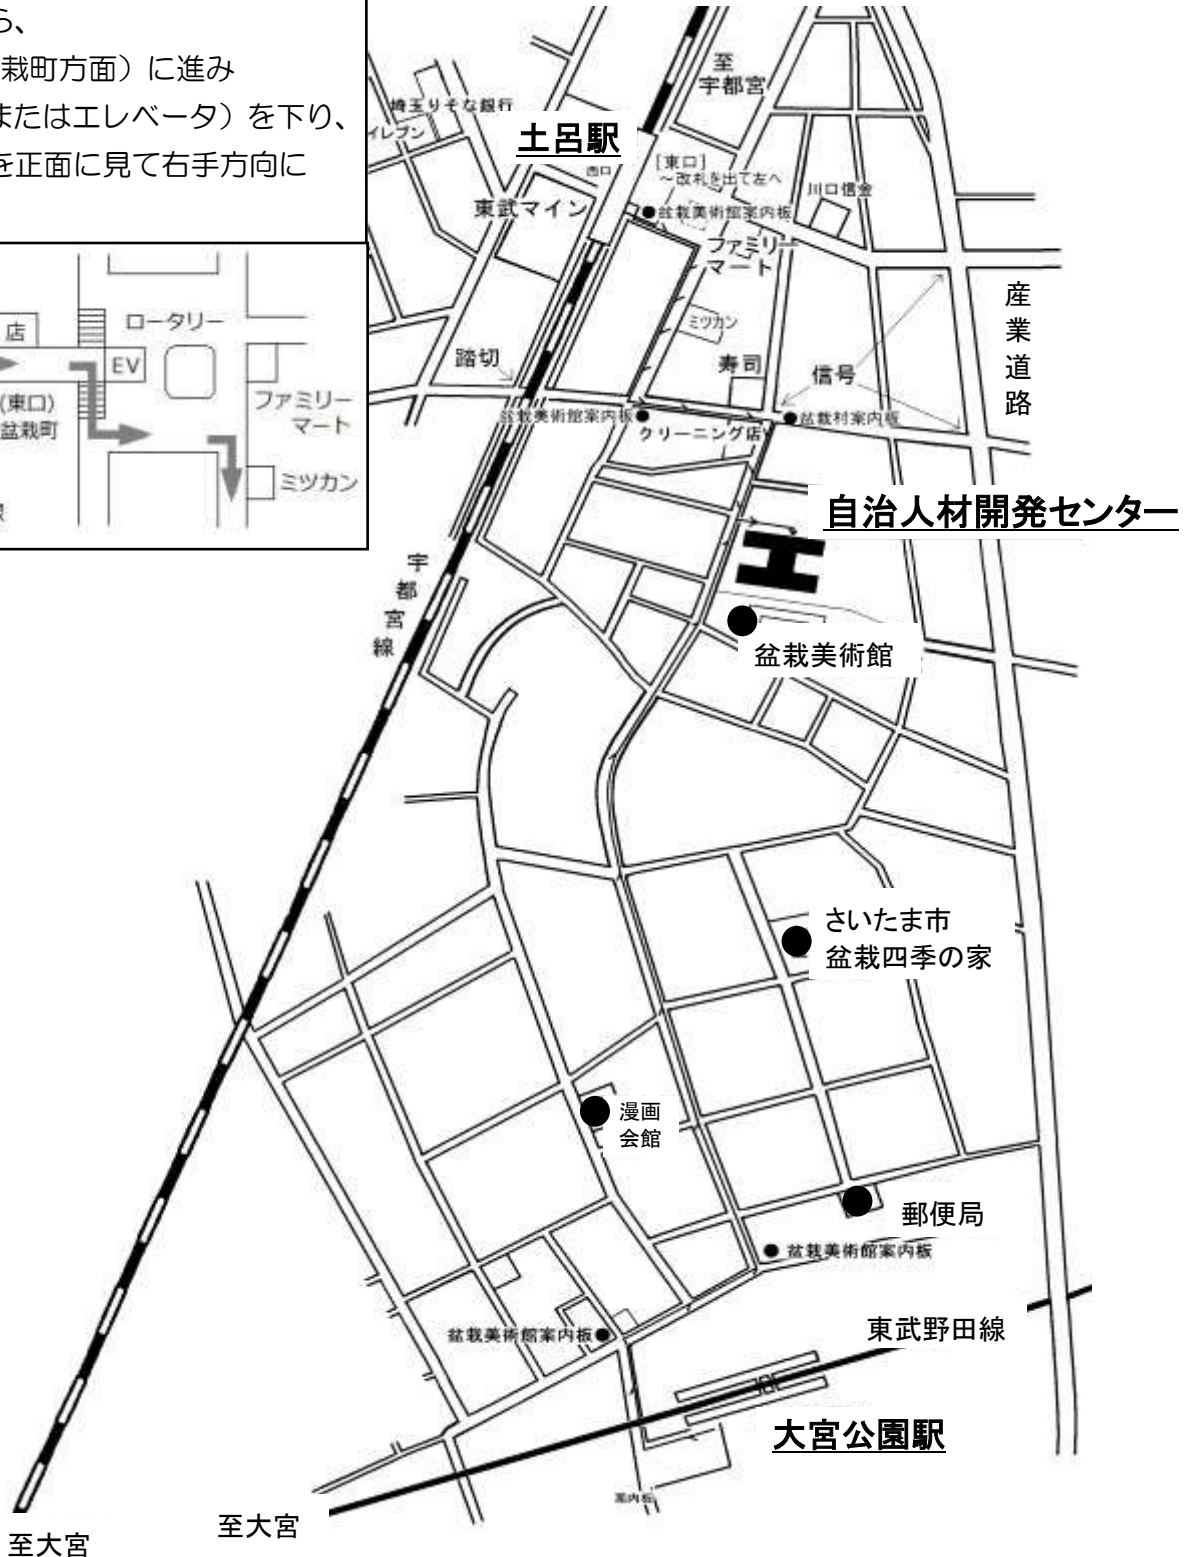 ら、
栽町方面）に進み
またはエレベータ）を下り、
を正面に見て右手方向に
店
ロータリー
EV
(東口)
盆栽町
ファミリー
マート
ミツカン
線
至
宇都宮
埼玉りそな銀行
イレブン
土呂駅
西口
[東口]
～改札を出て左へ
川口信金
東武マイン
●盆栽美術館案内板
ファミリー
マート
産業道路
ミツカン
踏切
寿司
信号
盆栽美術館案内板●
●盆栽村案内板
クリーニング店
自治人材開発センター
宇都宮線
盆栽美術館
さいたま市
盆栽四季の家
漫画
会館
郵便局
●盆栽美術館案内板
東武野田線
盆栽美術館案内板●
大宮公園駅
案内板
至大宮
至大宮